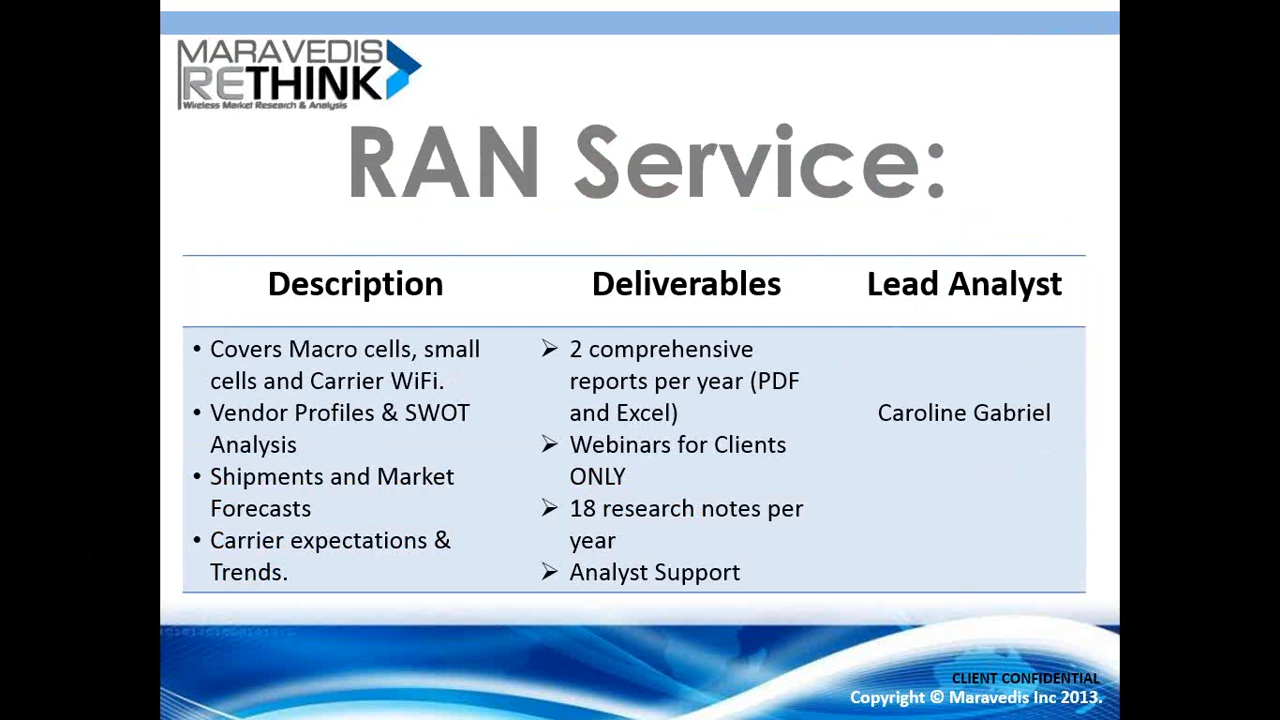 MARAVEDIS
RETHINK
Wireless Market Research & Analysis
RAN Service:
Description
Deliverables
Lead Analyst
• Covers Macro cells, small
cells and Carrier WiFi.
• Vendor Profiles & SWOT
Analysis
• Shipments and Market
Forecasts
• Carrier expectations &
Trends.
➢ 2 comprehensive
reports per year (PDF
and Excel)
➢ Webinars for Clients
ONLY
➢ 18 research notes per
year
➢ Analyst Support
Caroline Gabriel
CLIENT CONFIDENTIAL
Copyright © Maravedis Inc 2013.